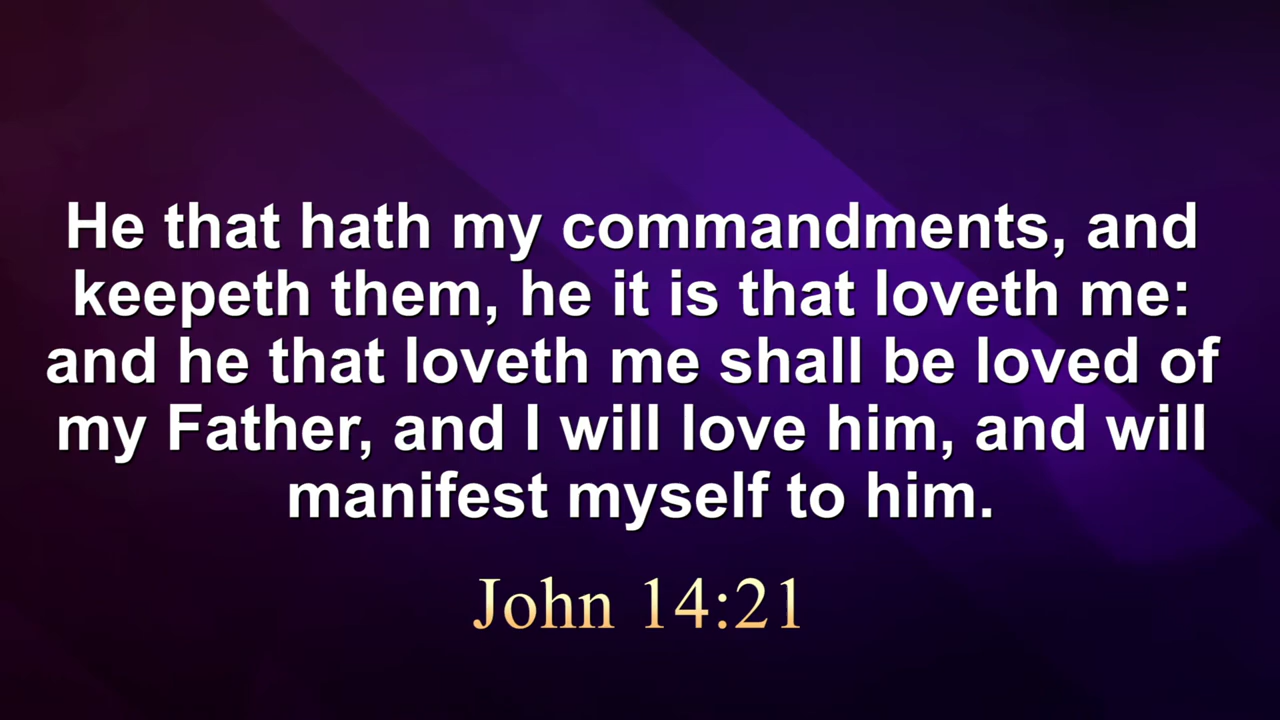 He that hath my commandments, and
keepeth them, he it is that loveth me:
and he that loveth me shall be loved of
my Father, and I will love him, and will
manifest myself to him.
John 14:21